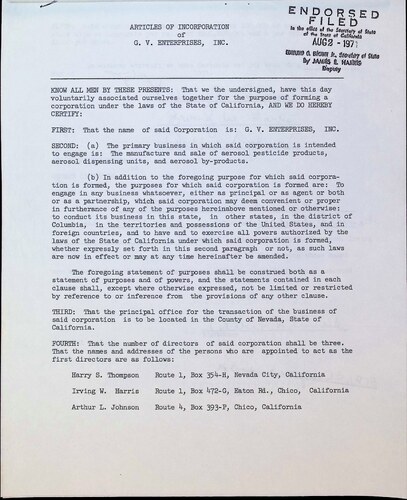 ENDORSED
FILED
In the office of the Secretary of State
of the State of California
AUG 2 - 1971
EDMUND G. BROWN Jr., Secretary of State
By JAMES E. HARRIS
Deputy
ARTICLES OF INCORPORATION
of
G. V. ENTERPRISES, INC.
KNOW ALL MEN BY THESE PRESENTS: That we the undersigned, have this day
voluntarily associated ourselves together for the purpose of forming a
corporation under the laws of the State of California, AND WE DO HEREBY
CERTIFY:
FIRST: That the name of said Corporation is: G. V. ENTERPRISES, INC.
SECOND: (a) The primary business in which said corporation is intended
to engage is: The manufacture and sale of aerosol pesticide products,
aerosol dispensing units, and aerosol by-products.
(b) In addition to the foregoing purpose for which said corpora-
tion is formed, the purposes for which said corporation is formed are: To
engage in any business whatsoever, either as principal or as agent or both
or as a partnership, which said corporation may deem convenient or proper
in furtherance of any of the purposes hereinabove mentioned or otherwise;
to conduct its business in this state, in other states, in the district of
Columbia, in the territories and possessions of the United States, and in
foreign countries, and to have and to exercise all powers authorized by the
laws of the State of California under which said corporation is formed,
whether expressly set forth in this second paragraph or not, as such laws
are now in effect or may at any time hereinafter be amended.
The foregoing statement of purposes shall be construed both as a
statement of purposes and of powers, and the statements contained in each
clause shall, except where otherwise expressed, not be limited or restricted
by reference to or inference from the provisions of any other clause.
THIRD: That the principal office for the transaction of the business of
said corporation is to be located in the County of Nevada, State of
California.
FOURTH: That the number of directors of said corporation shall be three.
That the names and addresses of the persons who are appointed to act as the
first directors are as follows:
Harry S. Thompson Route 1, Box 354-H, Nevada City, California
Irving W. Harris Route 1, Box 472-G, Eaton Rd., Chico, California
Arthur L. Johnson Route 4, Box 393-P, Chico, California